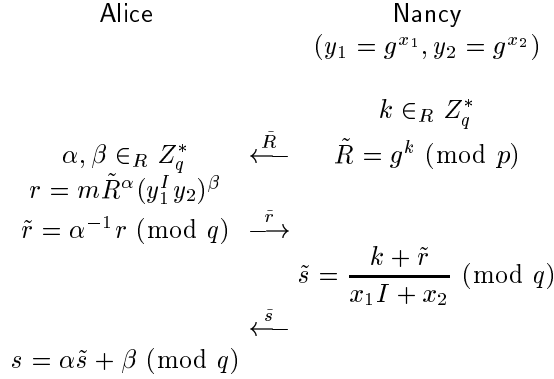 Alice Nancy
(y₁ = g^{x₁}, y₂ = g^{x₂})
k ∈_R Z_q^*
α, β ∈_R Z_q^* ←^{R̃} R̃ = g^k (mod p)
r = mR̃^α(y₁^I y₂)^β
r̃ = α^{-1}r (mod q) →^{r̃}
s̃ = \frac{k + r̃}{x₁I + x₂} (mod q)
←^{s̃}
s = αs̃ + β (mod q)